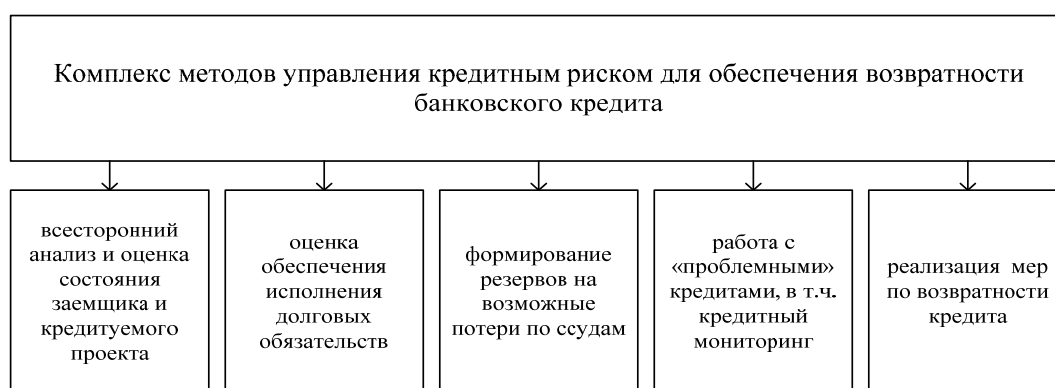 Комплекс методов управления кредитным риском для обеспечения возвратности
банковского кредита
всесторонний
анализ и оценка
состояния
заемщика и
кредитуемого
проекта
оценка
обеспечения
исполнения
долговых
обязательств
формирование
резервов на
возможные
потери по ссудам
работа с
«проблемными»
кредитами, в т.ч.
кредитный
мониторинг
реализация мер
по возвратности
кредита